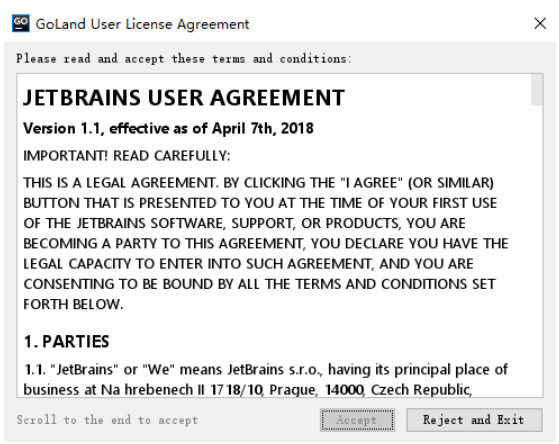 GO GoLand User License Agreement
Please read and accept these terms and conditions:
JETBRAINS USER AGREEMENT
Version 1.1, effective as of April 7th, 2018
IMPORTANT! READ CAREFULLY:
THIS IS A LEGAL AGREEMENT. BY CLICKING THE "I AGREE" (OR SIMILAR)
BUTTON THAT IS PRESENTED TO YOU AT THE TIME OF YOUR FIRST USE
OF THE JETBRAINS SOFTWARE, SUPPORT, OR PRODUCTS, YOU ARE
BECOMING A PARTY TO THIS AGREEMENT, YOU DECLARE YOU HAVE THE
LEGAL CAPACITY TO ENTER INTO SUCH AGREEMENT, AND YOU ARE
CONSENTING TO BE BOUND BY ALL THE TERMS AND CONDITIONS SET
FORTH BELOW.
1. PARTIES
1.1. "JetBrains" or "We" means JetBrains s.r.o., having its principal place of
business at Na hrebenech II 1718/10, Prague, 14000, Czech Republic,
Scroll to the end to accept Accept Reject and Exit